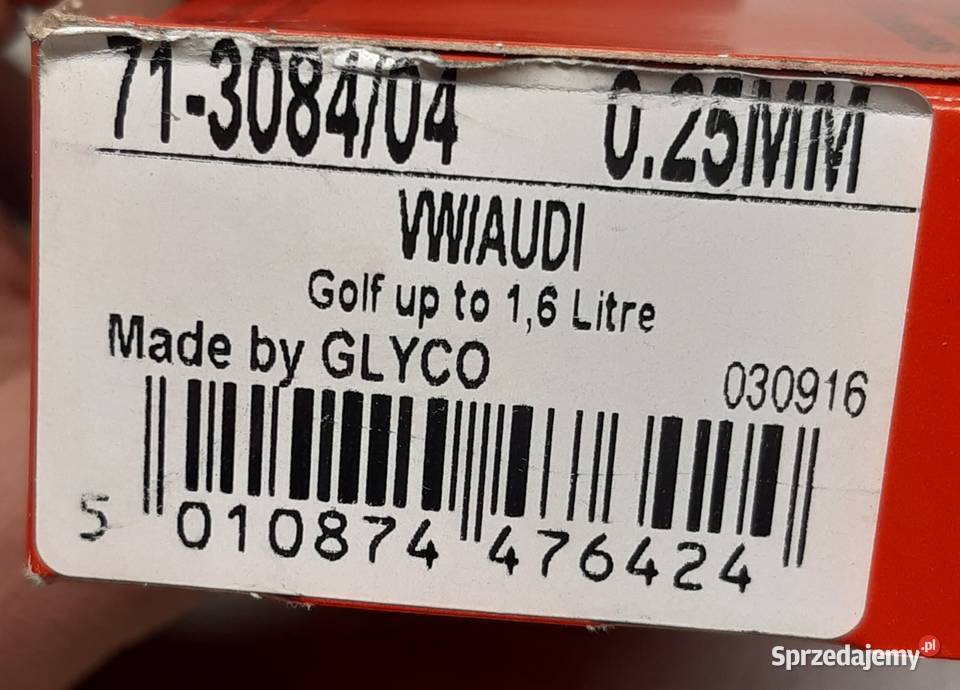 71-3084/04 0.25MM
VW/AUDI
Golf up to 1,6 Litre
Made by GLYCO
030916
5 010874 476424
Sprzedajemy.pl